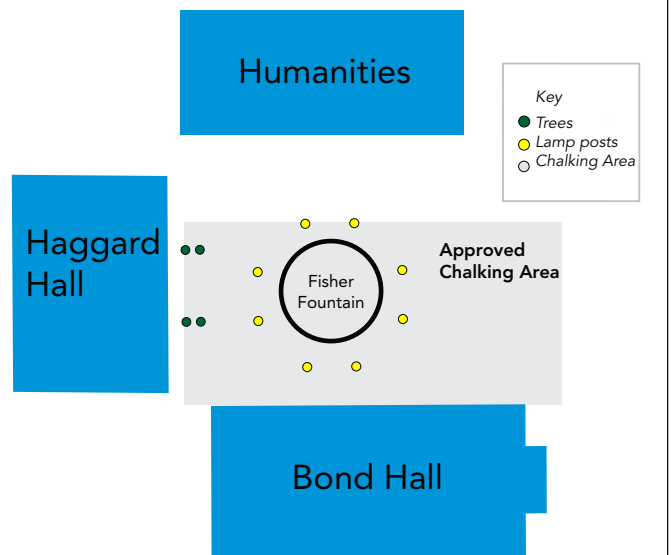 Humanities
Key
Trees
Lamp posts
Chalking Area
Haggard
Hall
Approved
Chalking Area
Fisher
Fountain
Bond Hall